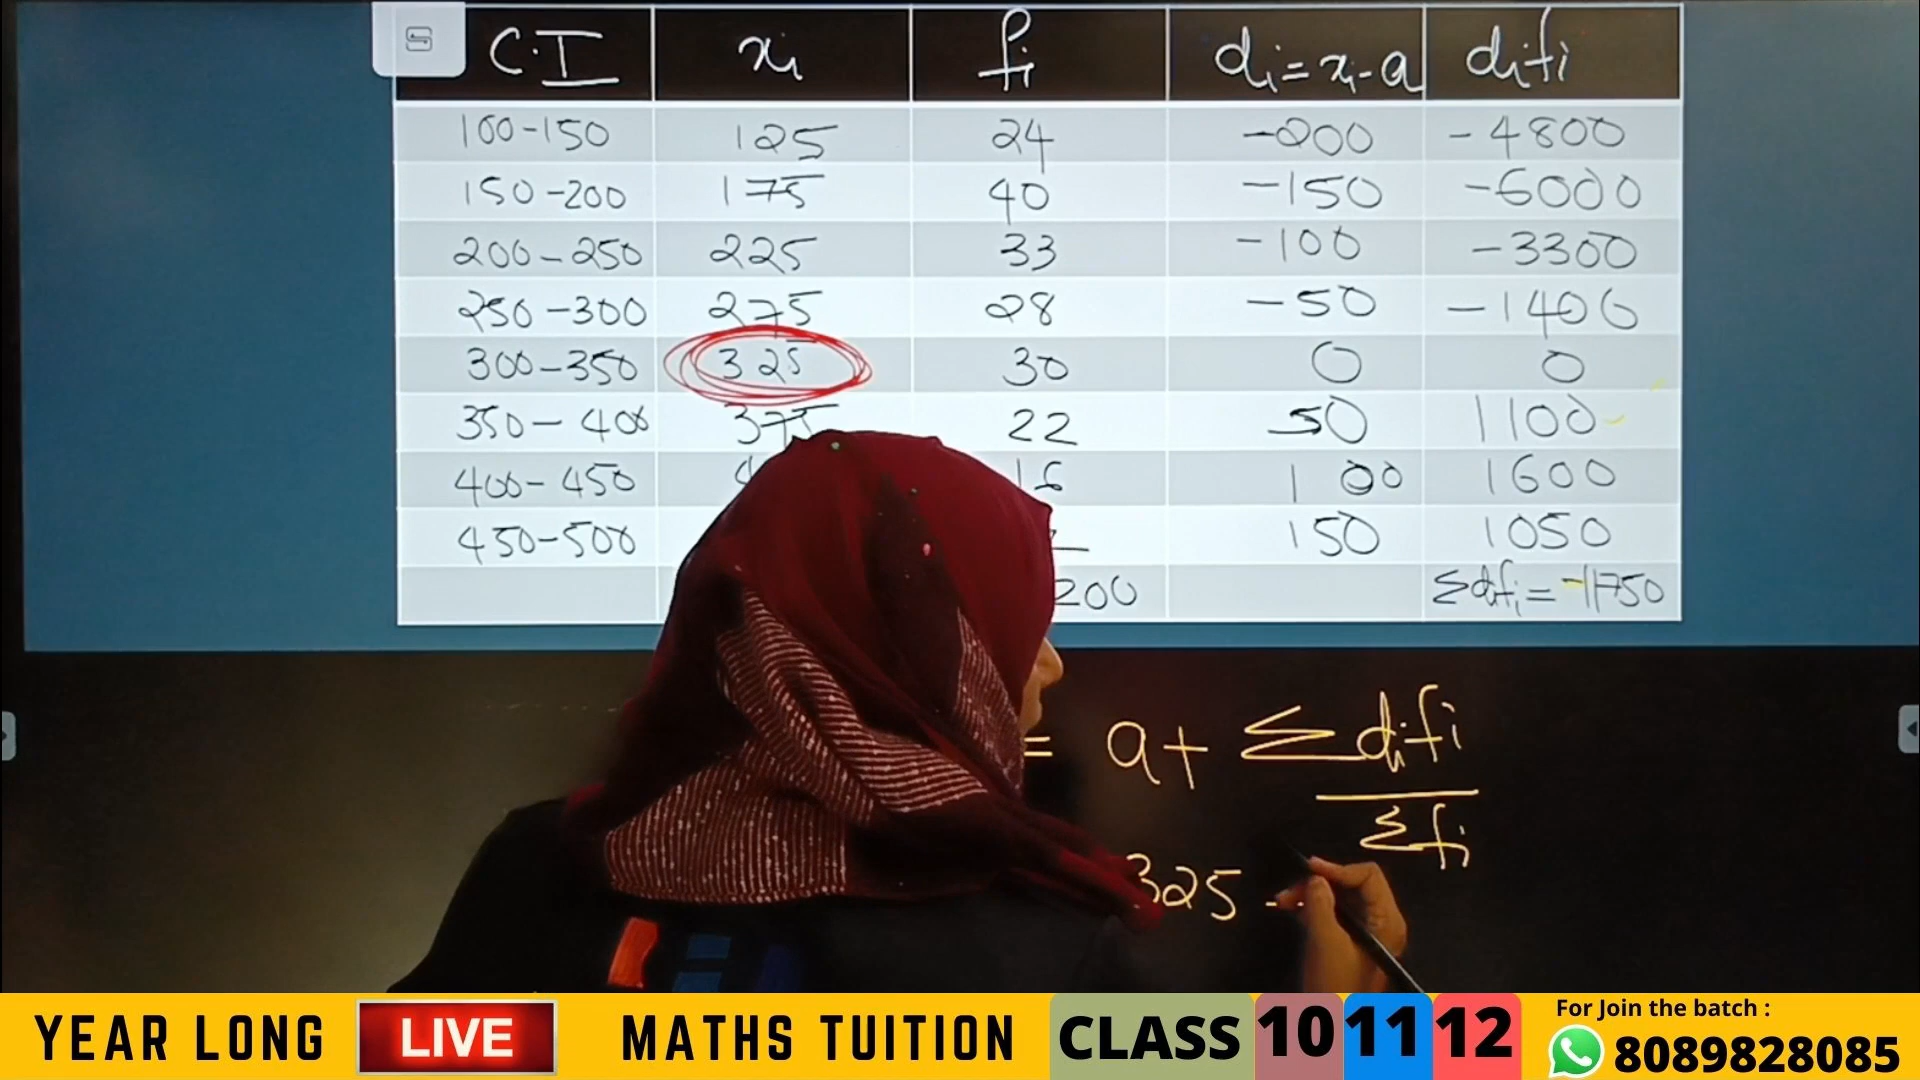 C.I xi fi di=xi-a difi
100-150 125 24 -200 -4800
150-200 175 40 -150 -6000
200-250 225 33 -100 -3300
250-300 275 28 -50 -1400
300-350 325 30 0 0
350-400 375 22 50 1100
400-450 16 100 1600
450-500 150 1050
200 Σdifi = -11750
= a+ Σdifi
Σfi
325 -
YEAR LONG LIVE MATHS TUITION CLASS 10 11 12
For Join the batch :
8089828085